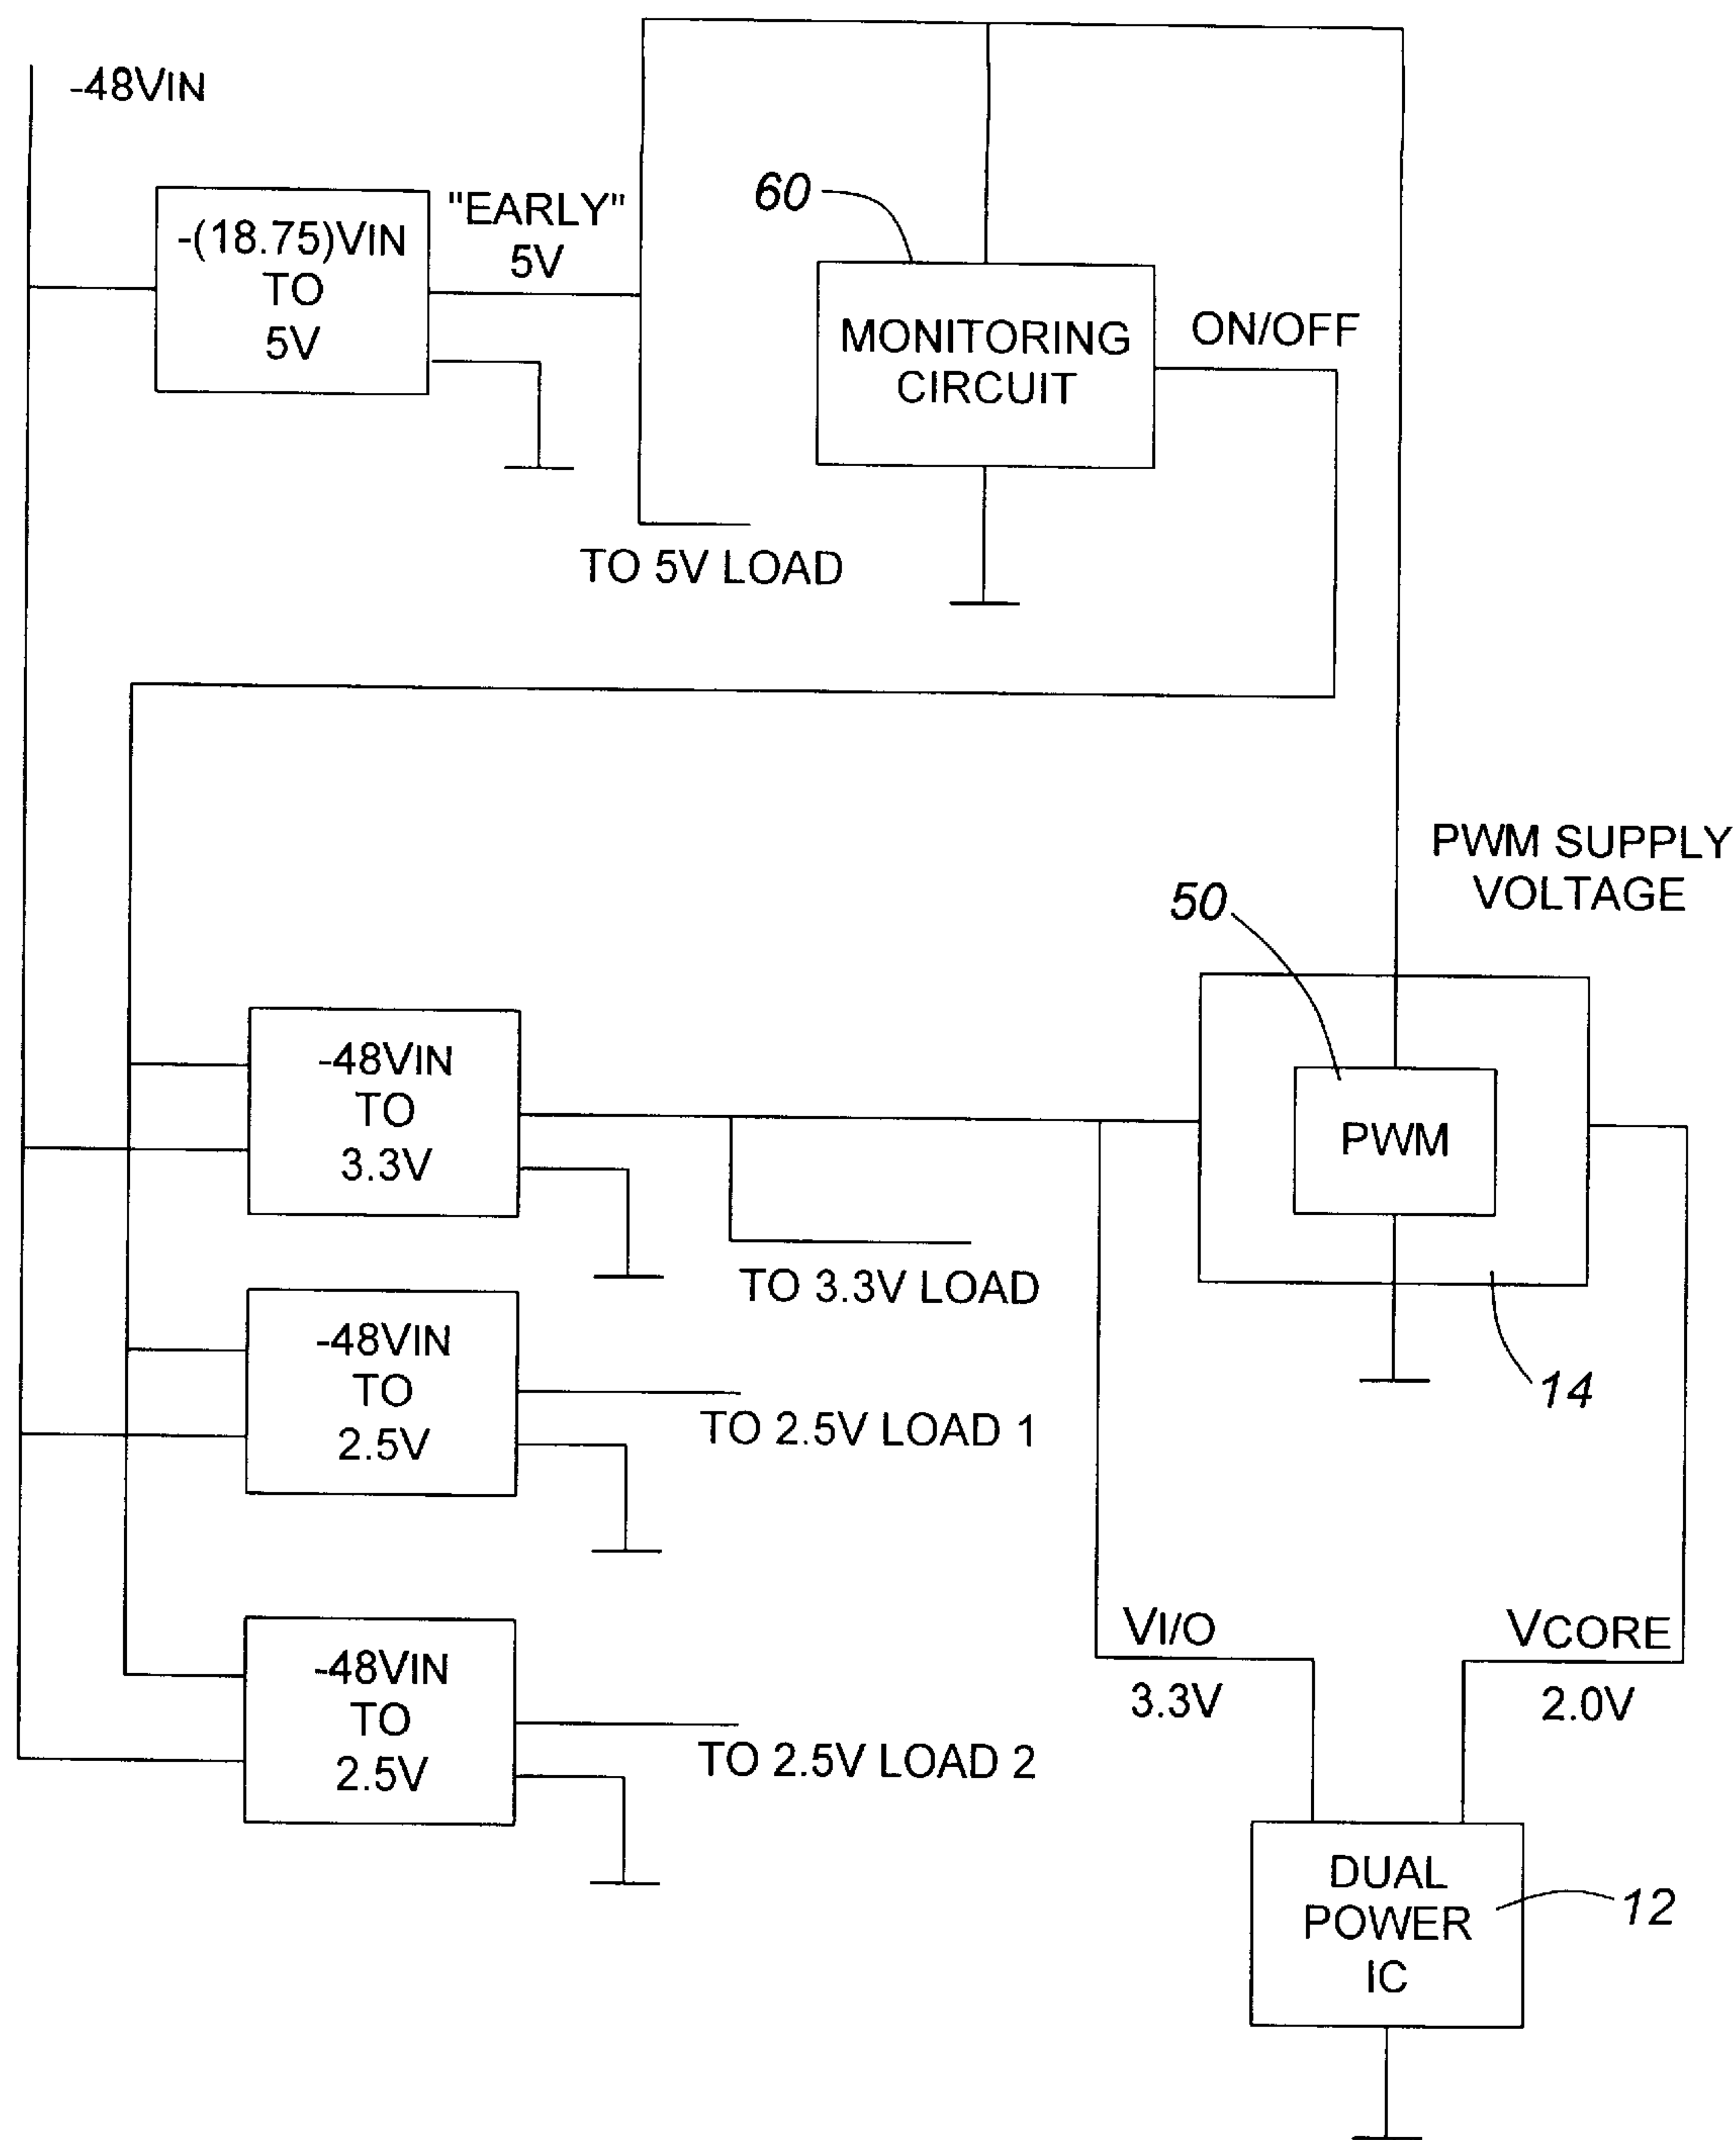 -48VIN
-(18.75)VIN
TO
5V
"EARLY"
5V
60
MONITORING
CIRCUIT
ON/OFF
TO 5V LOAD
PWM SUPPLY
VOLTAGE
50
PWM
14
-48VIN
TO
3.3V
TO 3.3V LOAD
-48VIN
TO
2.5V
TO 2.5V LOAD 1
-48VIN
TO
2.5V
TO 2.5V LOAD 2
VI/O
3.3V
VCORE
2.0V
DUAL
POWER
IC
12